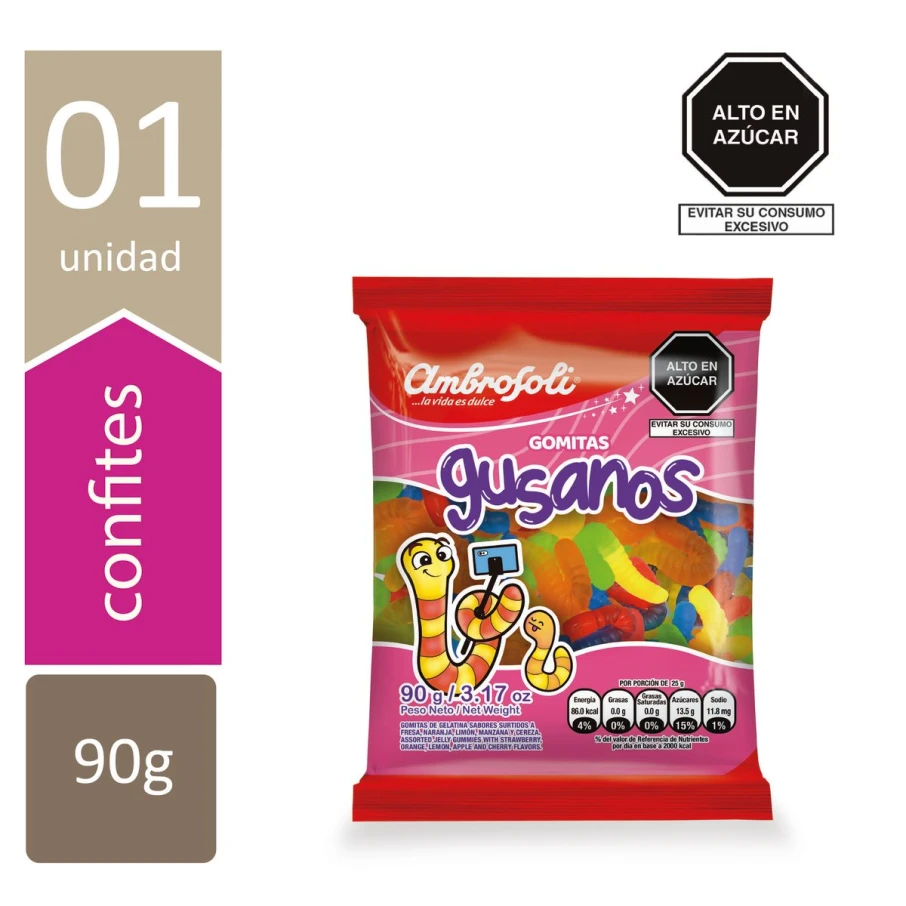 01
unidad
confites
90g
ALTO EN
AZÚCAR
EVITAR SU CONSUMO
EXCESIVO
ambrosoli®
...la vida es dulce
ALTO EN
AZÚCAR
EVITAR SU CONSUMO
EXCESIVO
GOMITAS
gusanos
90 g / 3.17 oz
Peso Neto / Net Weight
GOMITAS DE GELATINA SABORES SURTIDOS A
FRESA, NARANJA, LIMÓN, MANZANA Y CEREZA.
ASSORTED JELLY GUMMIES WITH STRAWBERRY,
ORANGE, LEMON, APPLE AND CHERRY FLAVORS.
POR PORCIÓN DE 25 g
Energía Grasas Grasas Saturadas Azúcares Sodio
86.0 kcal 0.0 g 0.0 g 13.5 g 11.8 mg
4% 0% 0% 15% 1%
% del valor de Referencia de Nutrientes
por día en base a 2000 kcal